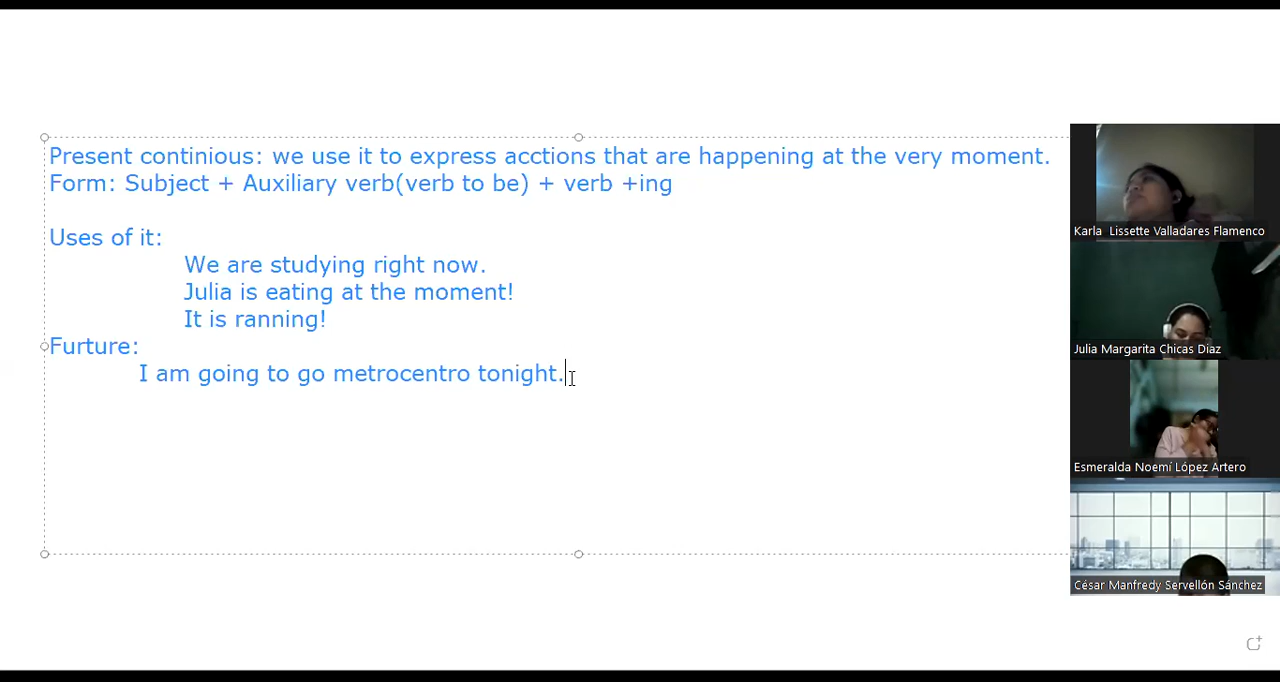 Present continious: we use it to express acctions that are happening at the very moment.
Form: Subject + Auxiliary verb(verb to be) + verb +ing
Uses of it:
We are studying right now.
Julia is eating at the moment!
It is ranning!
Furture:
I am going to go metrocentro tonight.
Karla Lissette Valladares Flamenco
Julia Margarita Chicas Diaz
Esmeralda Noemí López Artero
César Manfredy Servellón Sánchez